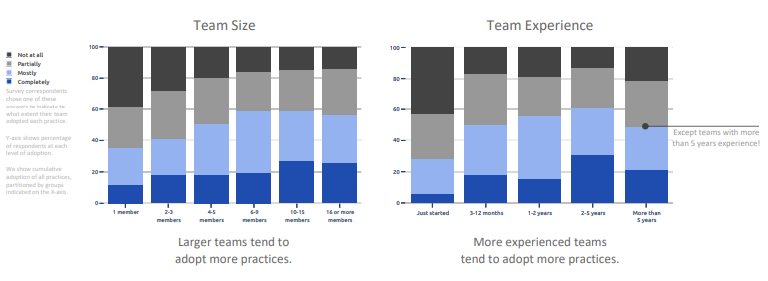 Team Size
Team Experience
Not at all
Partially
Mostly
Completely
Survey correspondents
chose one of these
what extent their team
adopted each practice.
Y-axis shows percentage
of respondents at each
level of adoption.
We show cumulative
adoption of all practices,
partitioned by groups
indicated on the X-axis.
100
80
60
40
20
0
1 member
2-3
members
4-5
members
6-9
members
10-15
members
16 or more
members
Larger teams tend to
adopt more practices.
100
80
60
40
20
0
Just started
3-12 months
1-2 years
2-5 years
More than
5 years
Except teams with more
than 5 years experience!
More experienced teams
tend to adopt more practices.